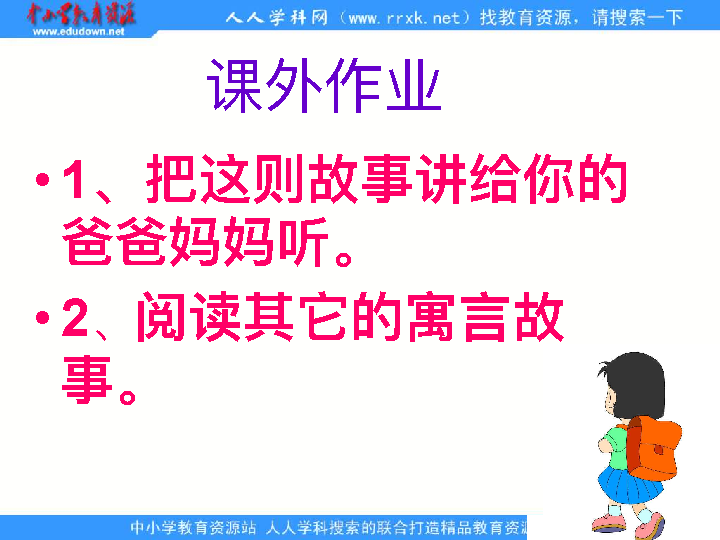 中小学教育资源
www.edudown.net
人人学科网（www.rrxk.net）找教育资源，请搜索一下
课外作业
•1、把这则故事讲给你的
爸爸妈妈听。
•2、阅读其它的寓言故
事。
中小学教育资源站 人人学科搜索的联合打造精品教育资源